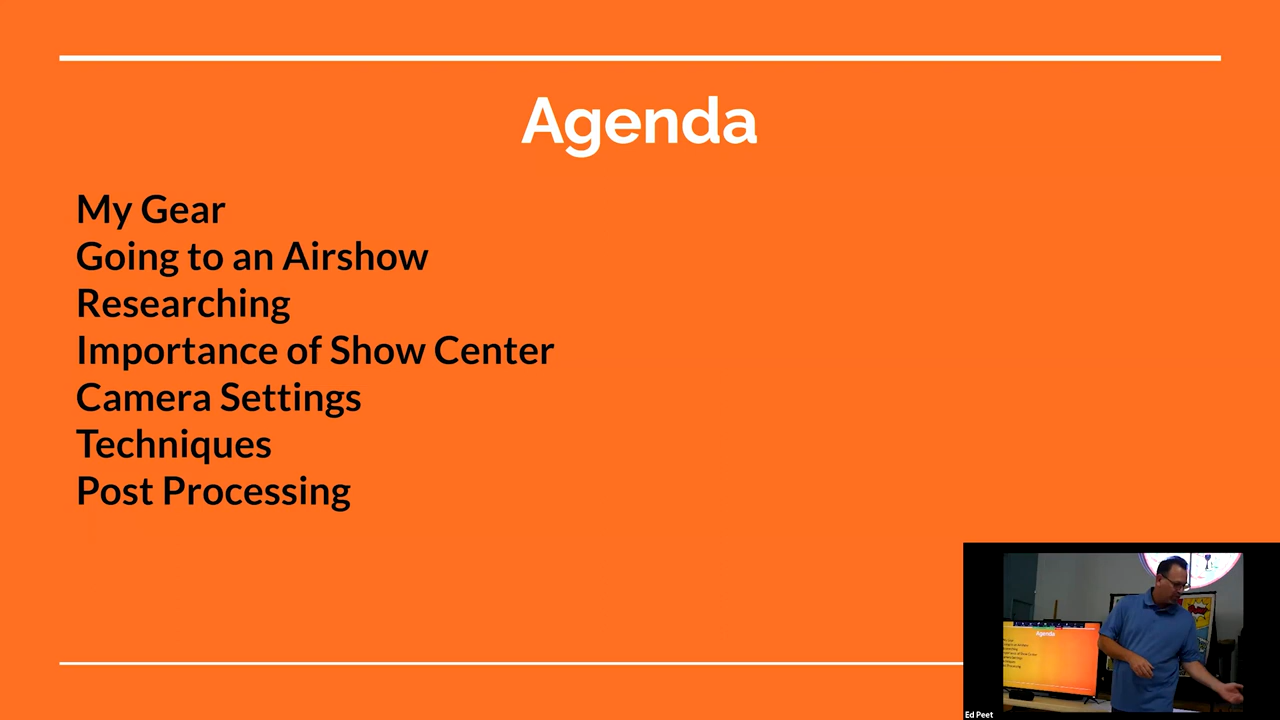 Agenda
My Gear
Going to an Airshow
Researching
Importance of Show Center
Camera Settings
Techniques
Post Processing
Agenda
Ed Peet